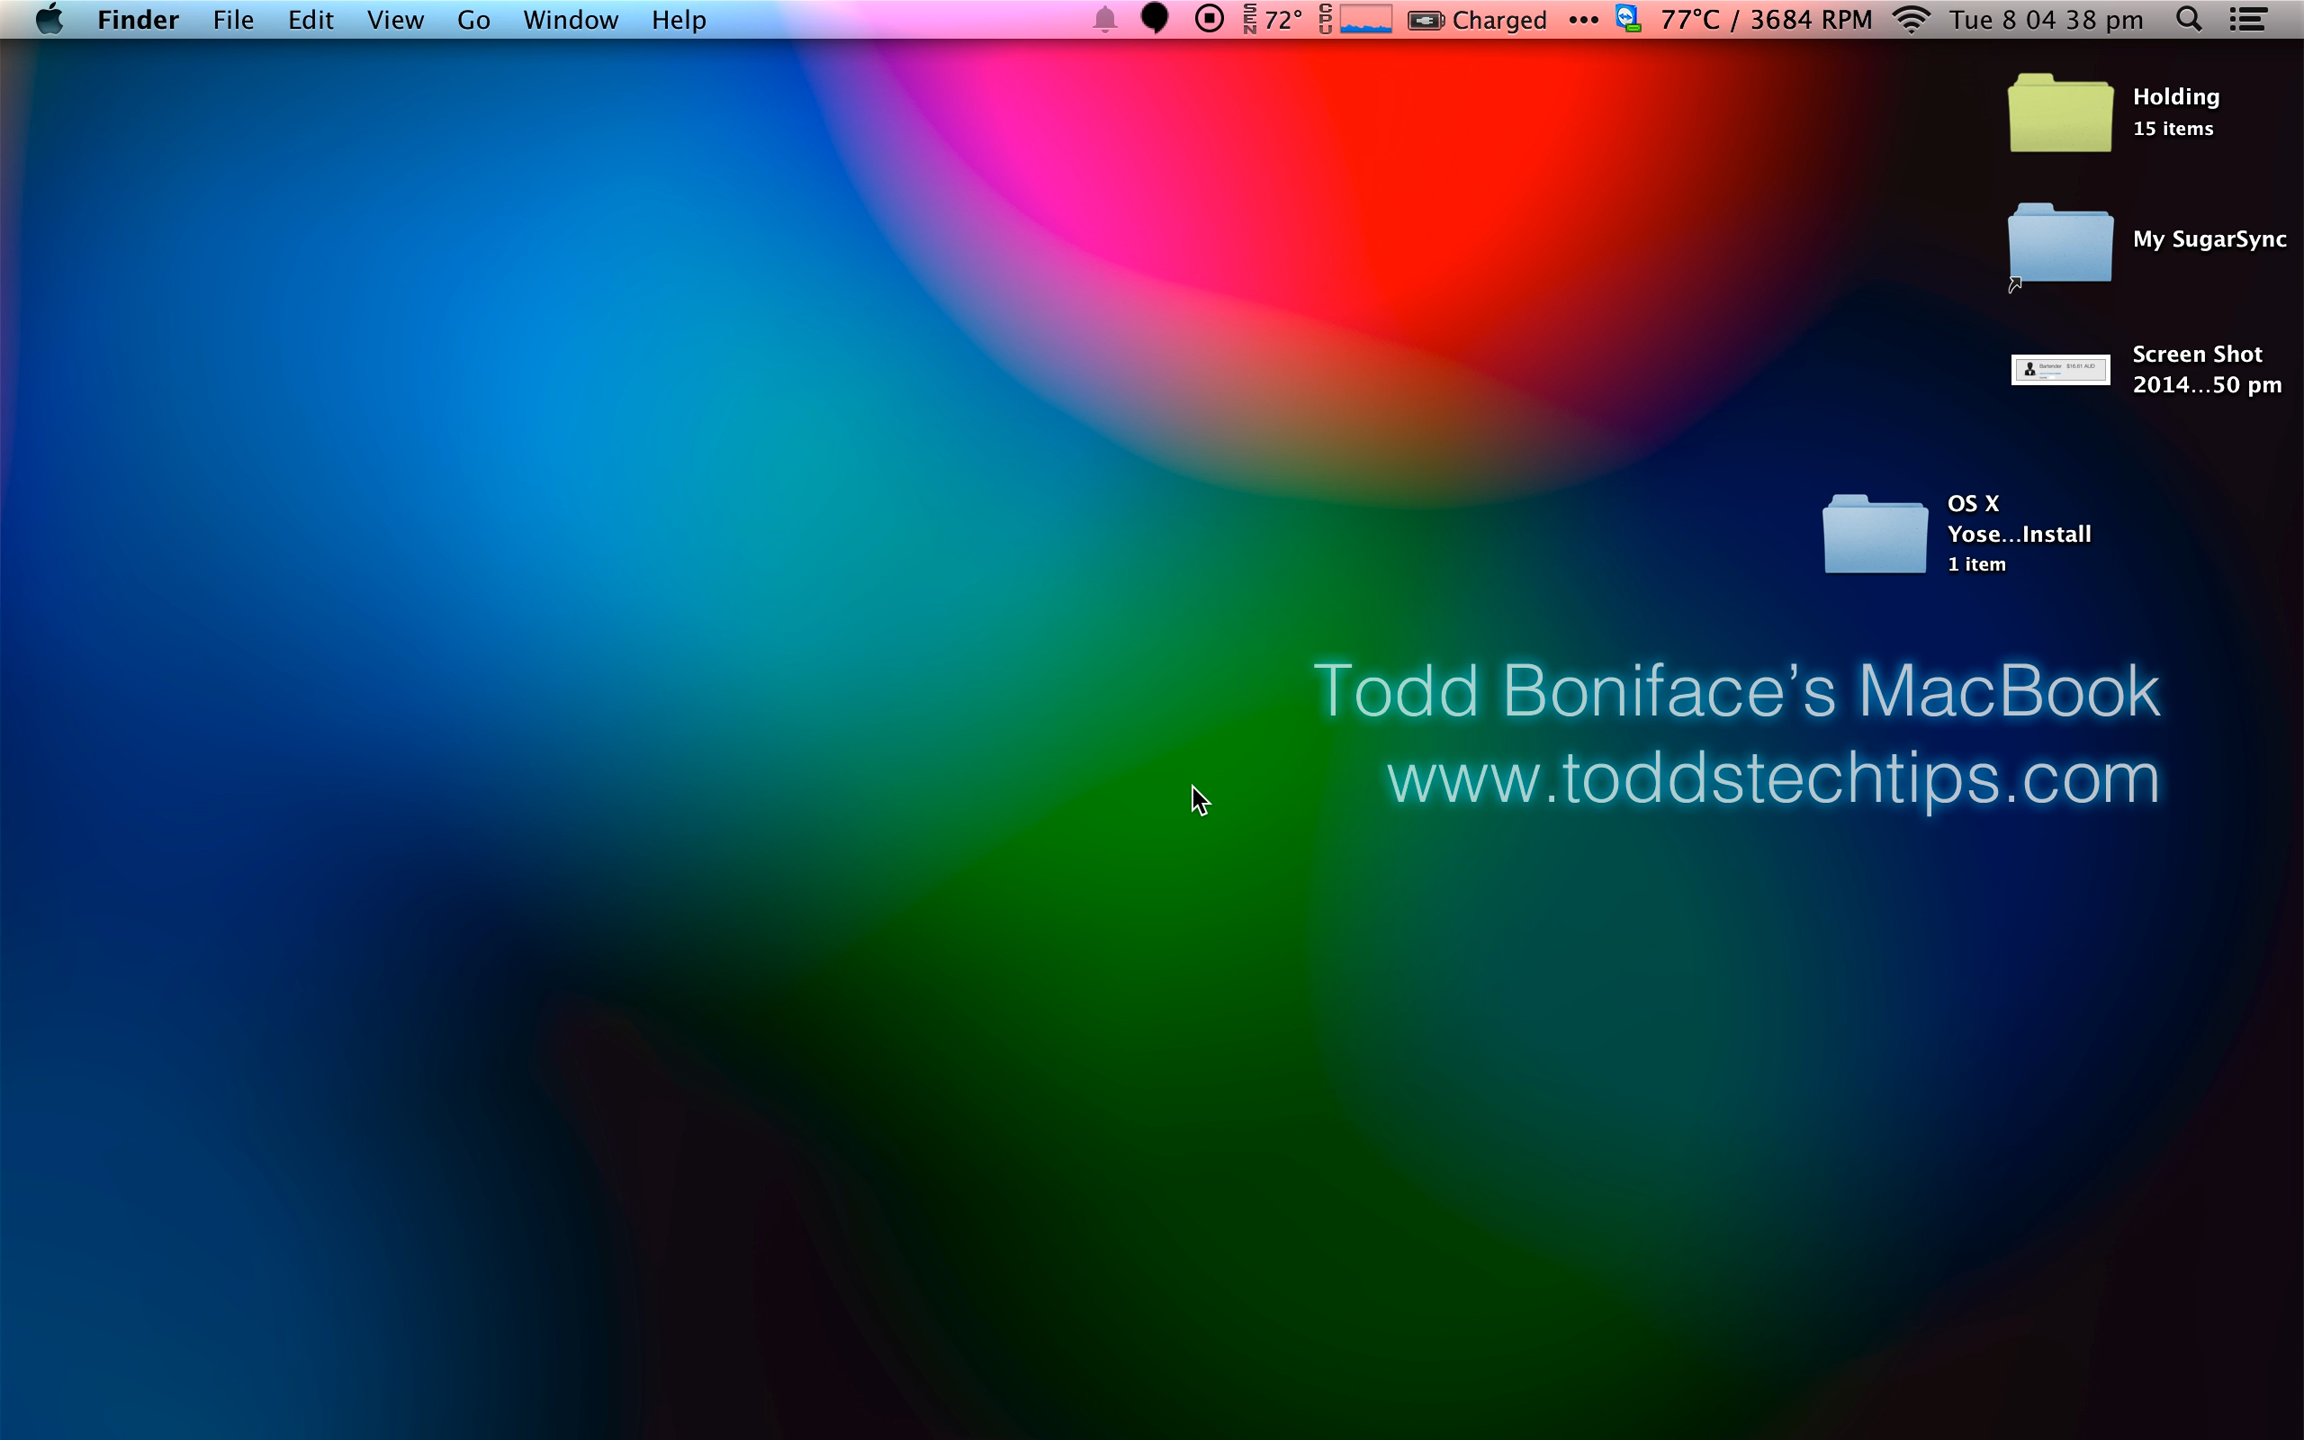 Finder File Edit View Go Window Help SEN 72° CPU Charged ••• 77°C / 3684 RPM Tue 8 04 38 pm
Holding
15 items
My SugarSync
Screen Shot
2014...50 pm
OS X
Yose...Install
1 item
Todd Boniface’s MacBook
www.toddstechtips.com